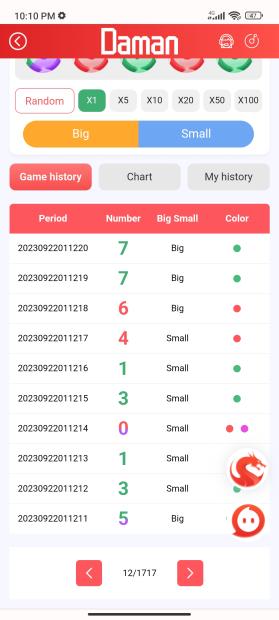 10:10 PM
4G
47
Daman
Random X1 X5 X10 X20 X50 X100
Big Small
Game history Chart My history
Period Number Big Small Color
20230922011220 7 Big
20230922011219 7 Big
20230922011218 6 Big
20230922011217 4 Small
20230922011216 1 Small
20230922011215 3 Small
20230922011214 0 Small
20230922011213 1 Small
20230922011212 3 Small
20230922011211 5 Big
12/1717